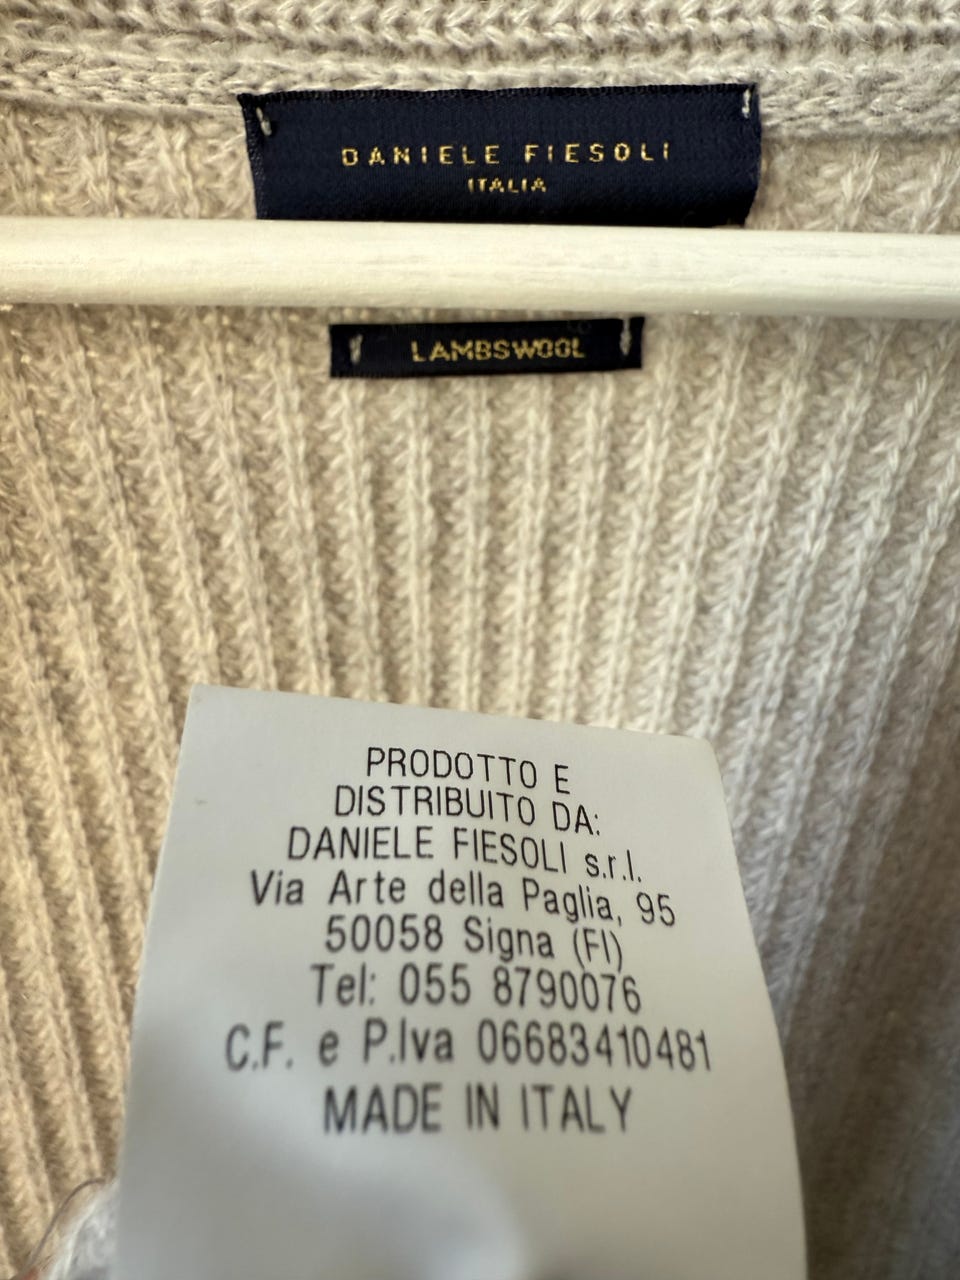 DANIELE FIESOLI
ITALIA
LAMBSWOOL
PRODOTTO E
DISTRIBUITO DA:
DANIELE FIESOLI s.r.l.
Via Arte della Paglia, 95
50058 Signa (FI)
Tel: 055 8790076
C.F. e P.Iva 06683410481
MADE IN ITALY